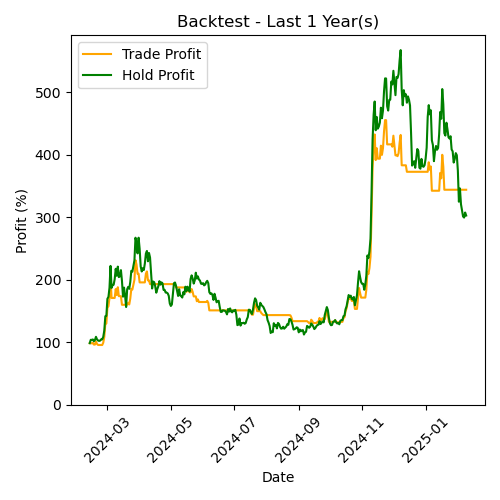 Backtest - Last 1 Year(s)
Trade Profit
Hold Profit
Profit (%)
500
400
300
200
100
0
2024-03
2024-05
2024-07
2024-09
2024-11
2025-01
Date